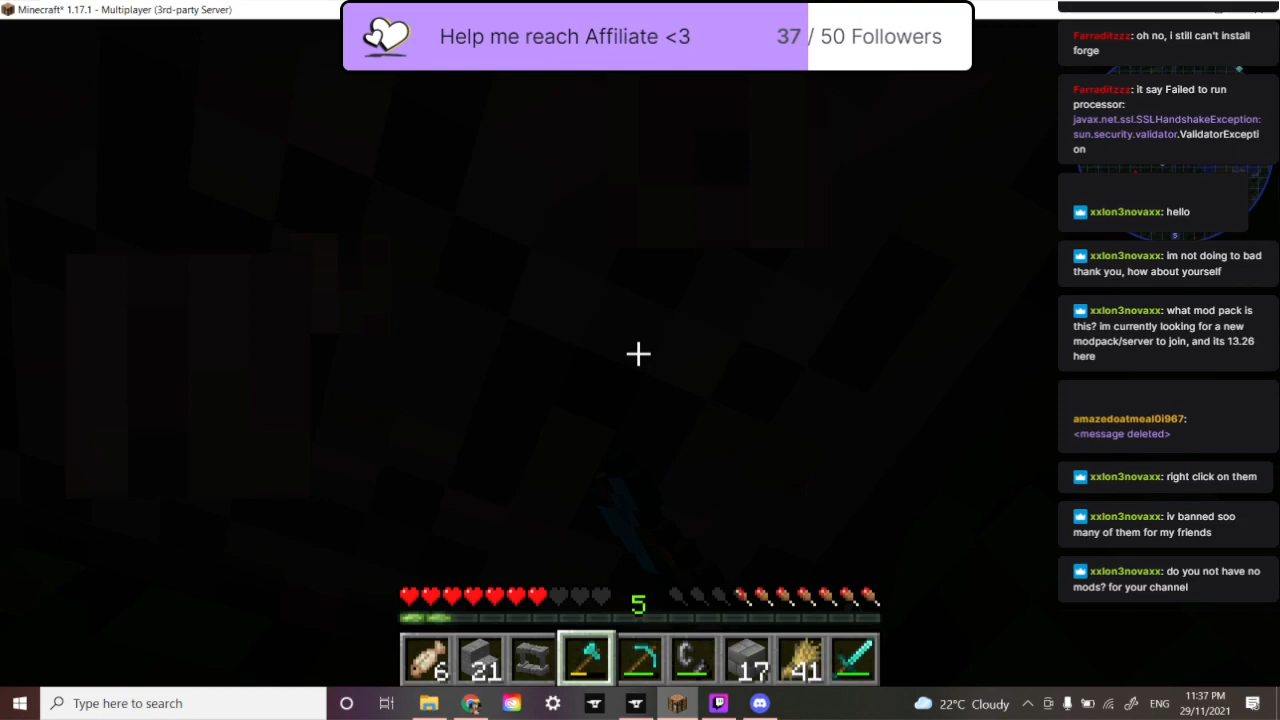 Minecraft* 1.17.1 - Multiplayer (3rd-party Server)
Help me reach Affiliate <3
37 / 50 Followers
Farraditzzz: oh no, i still can't install
forge
Farraditzzz: it say Failed to run
processor:
javax.net.ssl.SSLHandshakeException:
sun.security.validator.ValidatorExcepti
on
xxlon3novaxx: hello
S
xxlon3novaxx: im not doing to bad
thank you, how about yourself
xxlon3novaxx: what mod pack is
this? im currently looking for a new
modpack/server to join, and its 13.26
here
amazedoatmeal0i967:
<message deleted>
xxlon3novaxx: right click on them
xxlon3novaxx: iv banned soo
many of them for my friends
xxlon3novaxx: do you not have no
mods? for your channel
5
6
21
17
41
Type here to search
22°C Cloudy
ENG
11:37 PM
29/11/2021